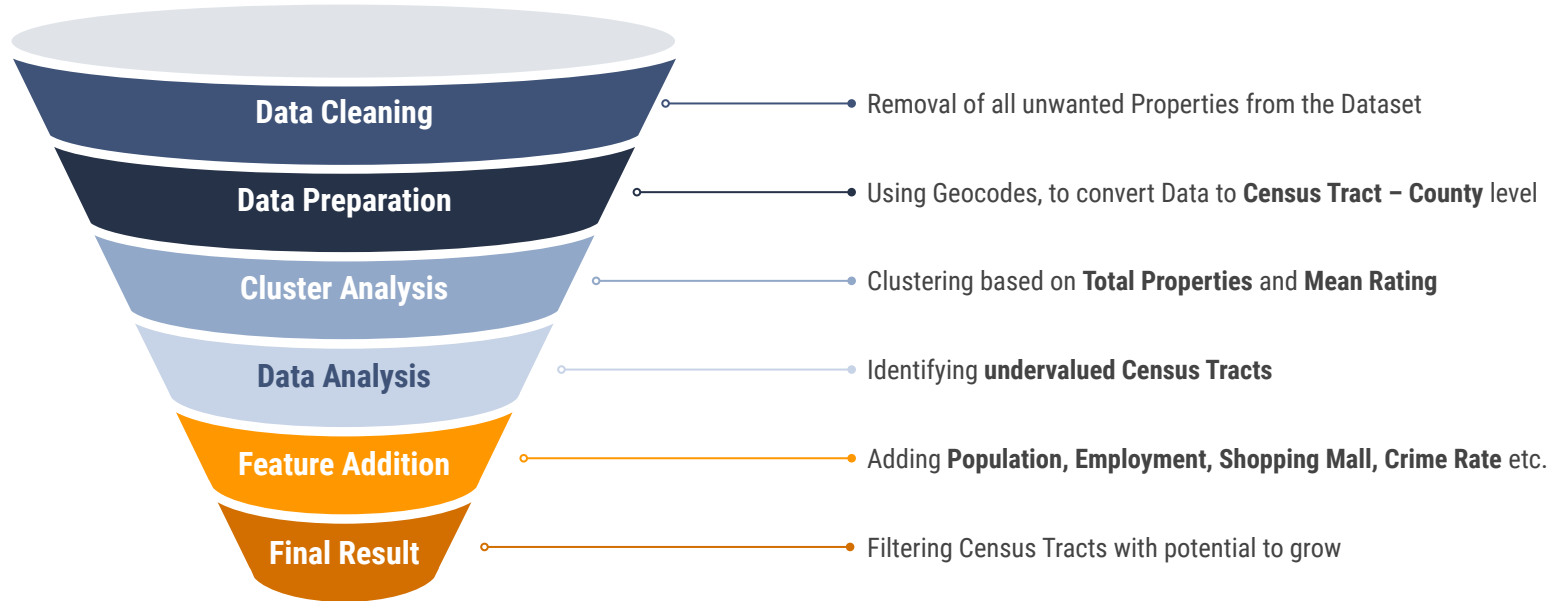 Data Cleaning
Removal of all unwanted Properties from the Dataset
Data Preparation
Using Geocodes, to convert Data to Census Tract – County level
Cluster Analysis
Clustering based on Total Properties and Mean Rating
Data Analysis
Identifying undervalued Census Tracts
Feature Addition
Adding Population, Employment, Shopping Mall, Crime Rate etc.
Final Result
Filtering Census Tracts with potential to grow